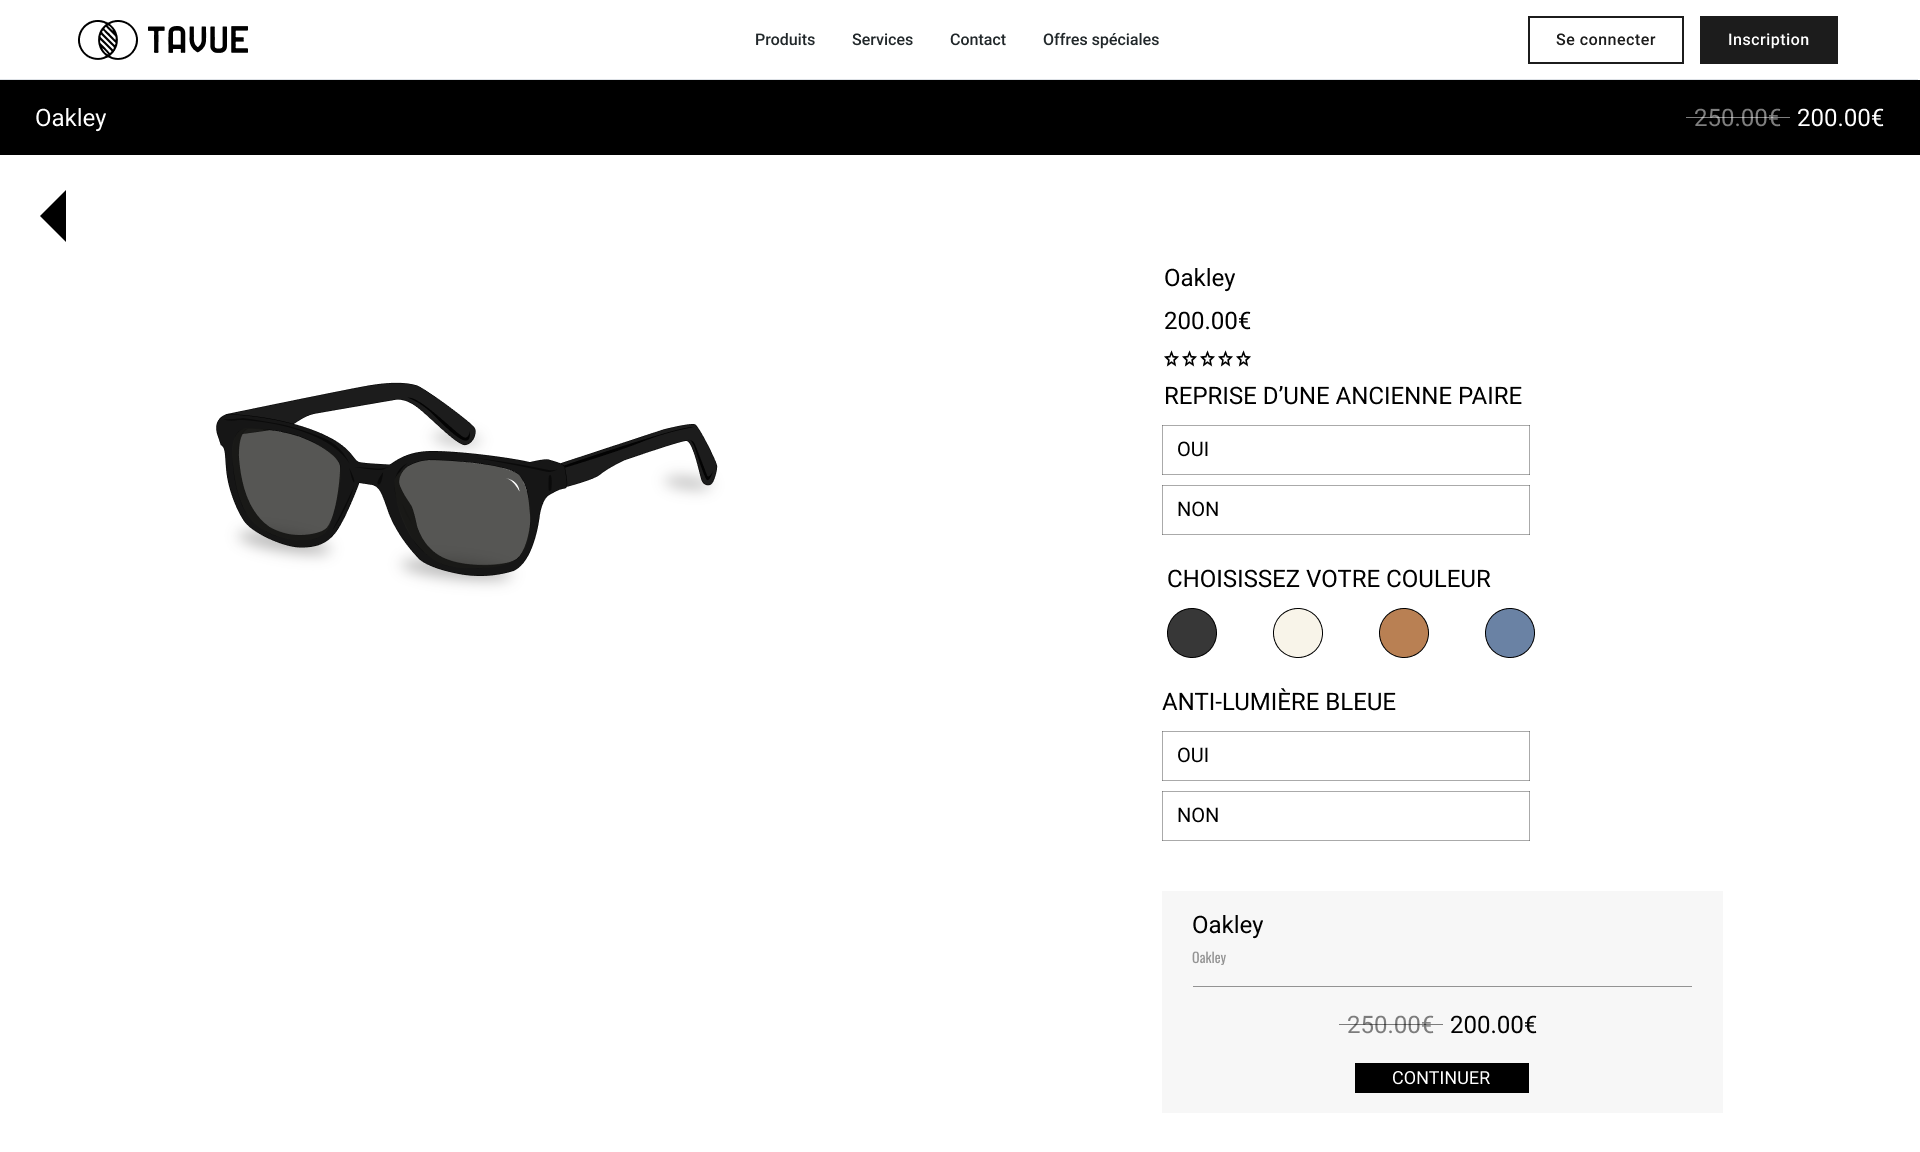 TAVUE
Produits Services Contact Offres spéciales
Se connecter Inscription
Oakley
250.00€ 200.00€
Oakley
200.00€
REPRISE D’UNE ANCIENNE PAIRE
OUI
NON
CHOISISSEZ VOTRE COULEUR
ANTI-LUMIÈRE BLEUE
OUI
NON
Oakley
Oakley
250.00€ 200.00€
CONTINUER